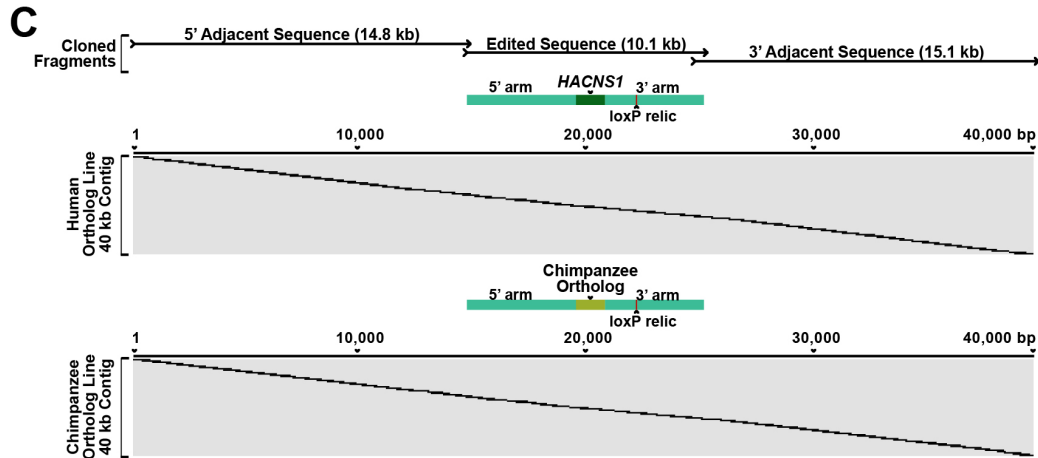 C
Cloned
Fragments
5’ Adjacent Sequence (14.8 kb)
Edited Sequence (10.1 kb)
3’ Adjacent Sequence (15.1 kb)
5’ arm
HACNS1
3’ arm
loxP relic
1
10,000
20,000
30,000
40,000 bp
Human
Ortholog Line
40 kb Contig
Chimpanzee
Ortholog
5’ arm
3’ arm
loxP relic
1
10,000
20,000
30,000
40,000 bp
Chimpanzee
Ortholog Line
40 kb Contig